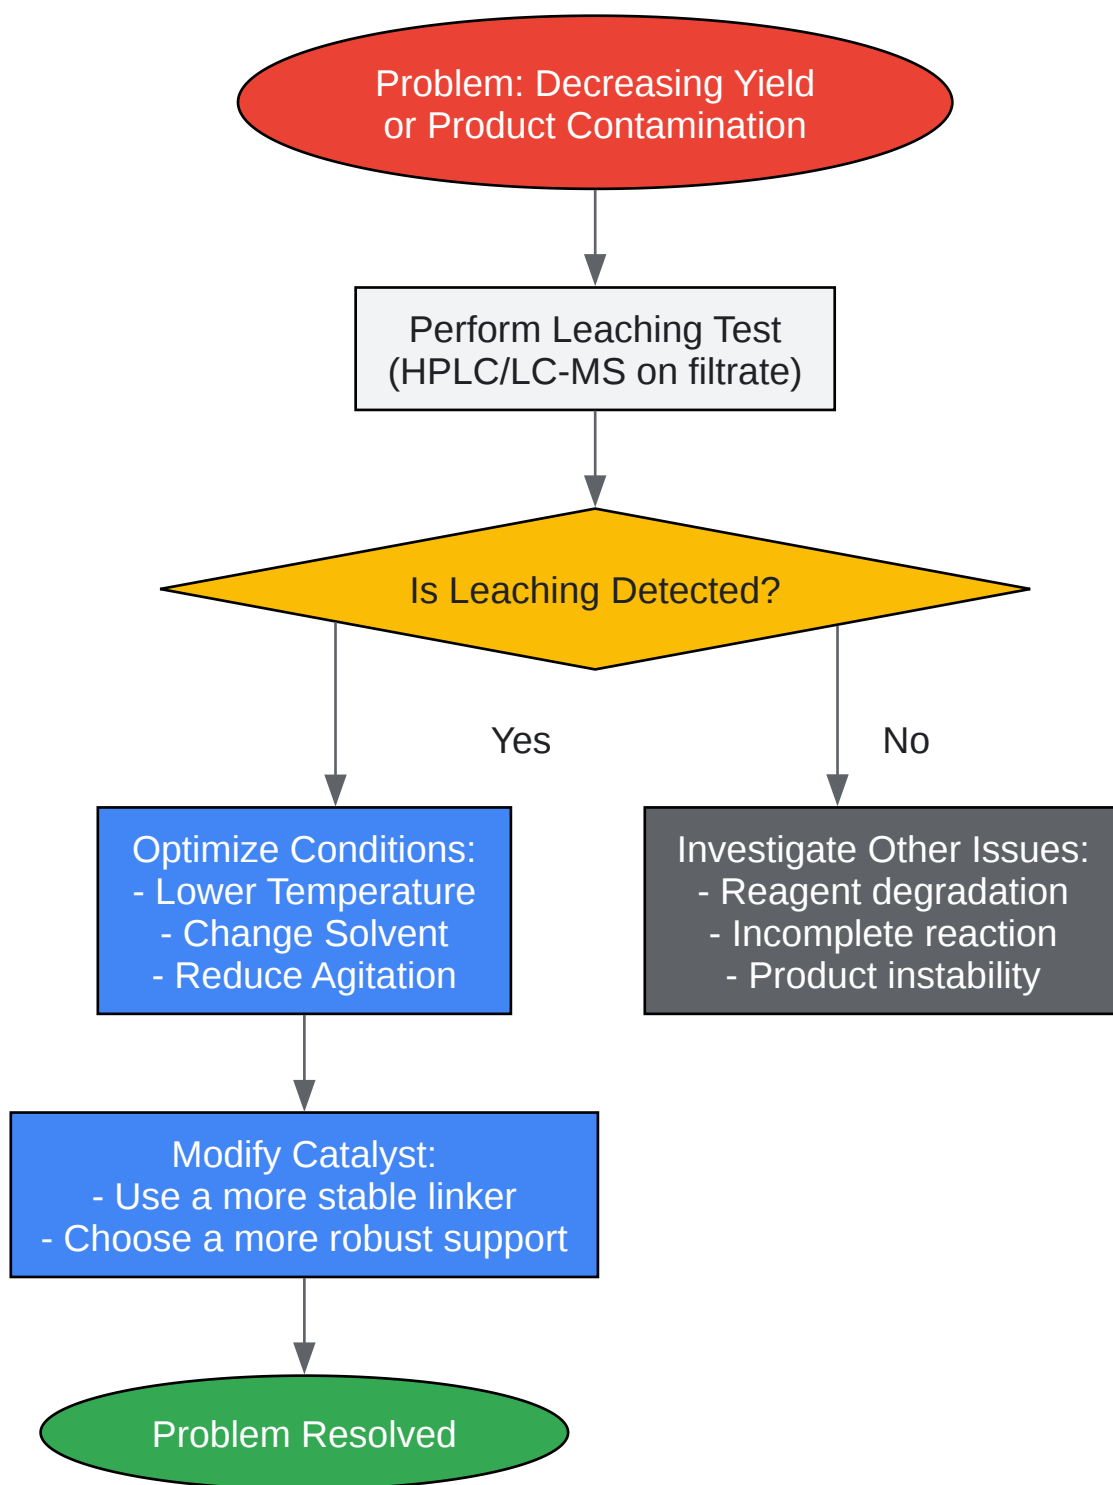 Problem: Decreasing Yield
or Product Contamination
Perform Leaching Test
(HPLC/LC-MS on filtrate)
Is Leaching Detected?
Yes
No
Optimize Conditions:
- Lower Temperature
- Change Solvent
- Reduce Agitation
Investigate Other Issues:
- Reagent degradation
- Incomplete reaction
- Product instability
Modify Catalyst:
- Use a more stable linker
- Choose a more robust support
Problem Resolved